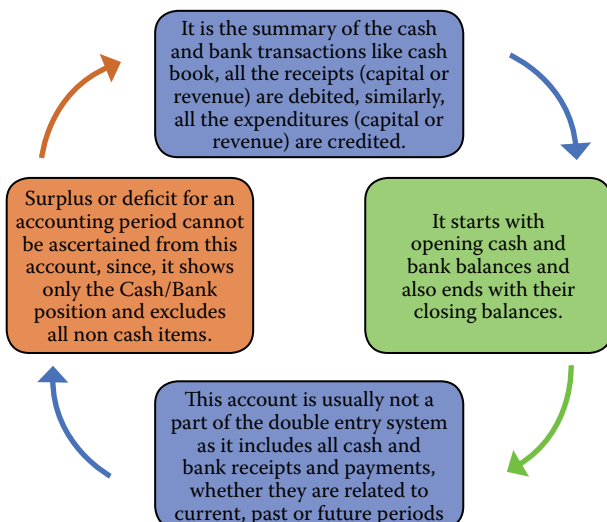 It is the summary of the cash
and bank transactions like cash
book, all the receipts (capital or
revenue) are debited, similarly,
all the expenditures (capital or
revenue) are credited.
It starts with
opening cash and
bank balances and
also ends with their
closing balances.
This account is usually not a
part of the double entry system
as it includes all cash and
bank receipts and payments,
whether they are related to
current, past or future periods
Surplus or deficit for an
accounting period cannot
be ascertained from this
account, since, it shows
only the Cash/Bank
position and excludes
all non cash items.